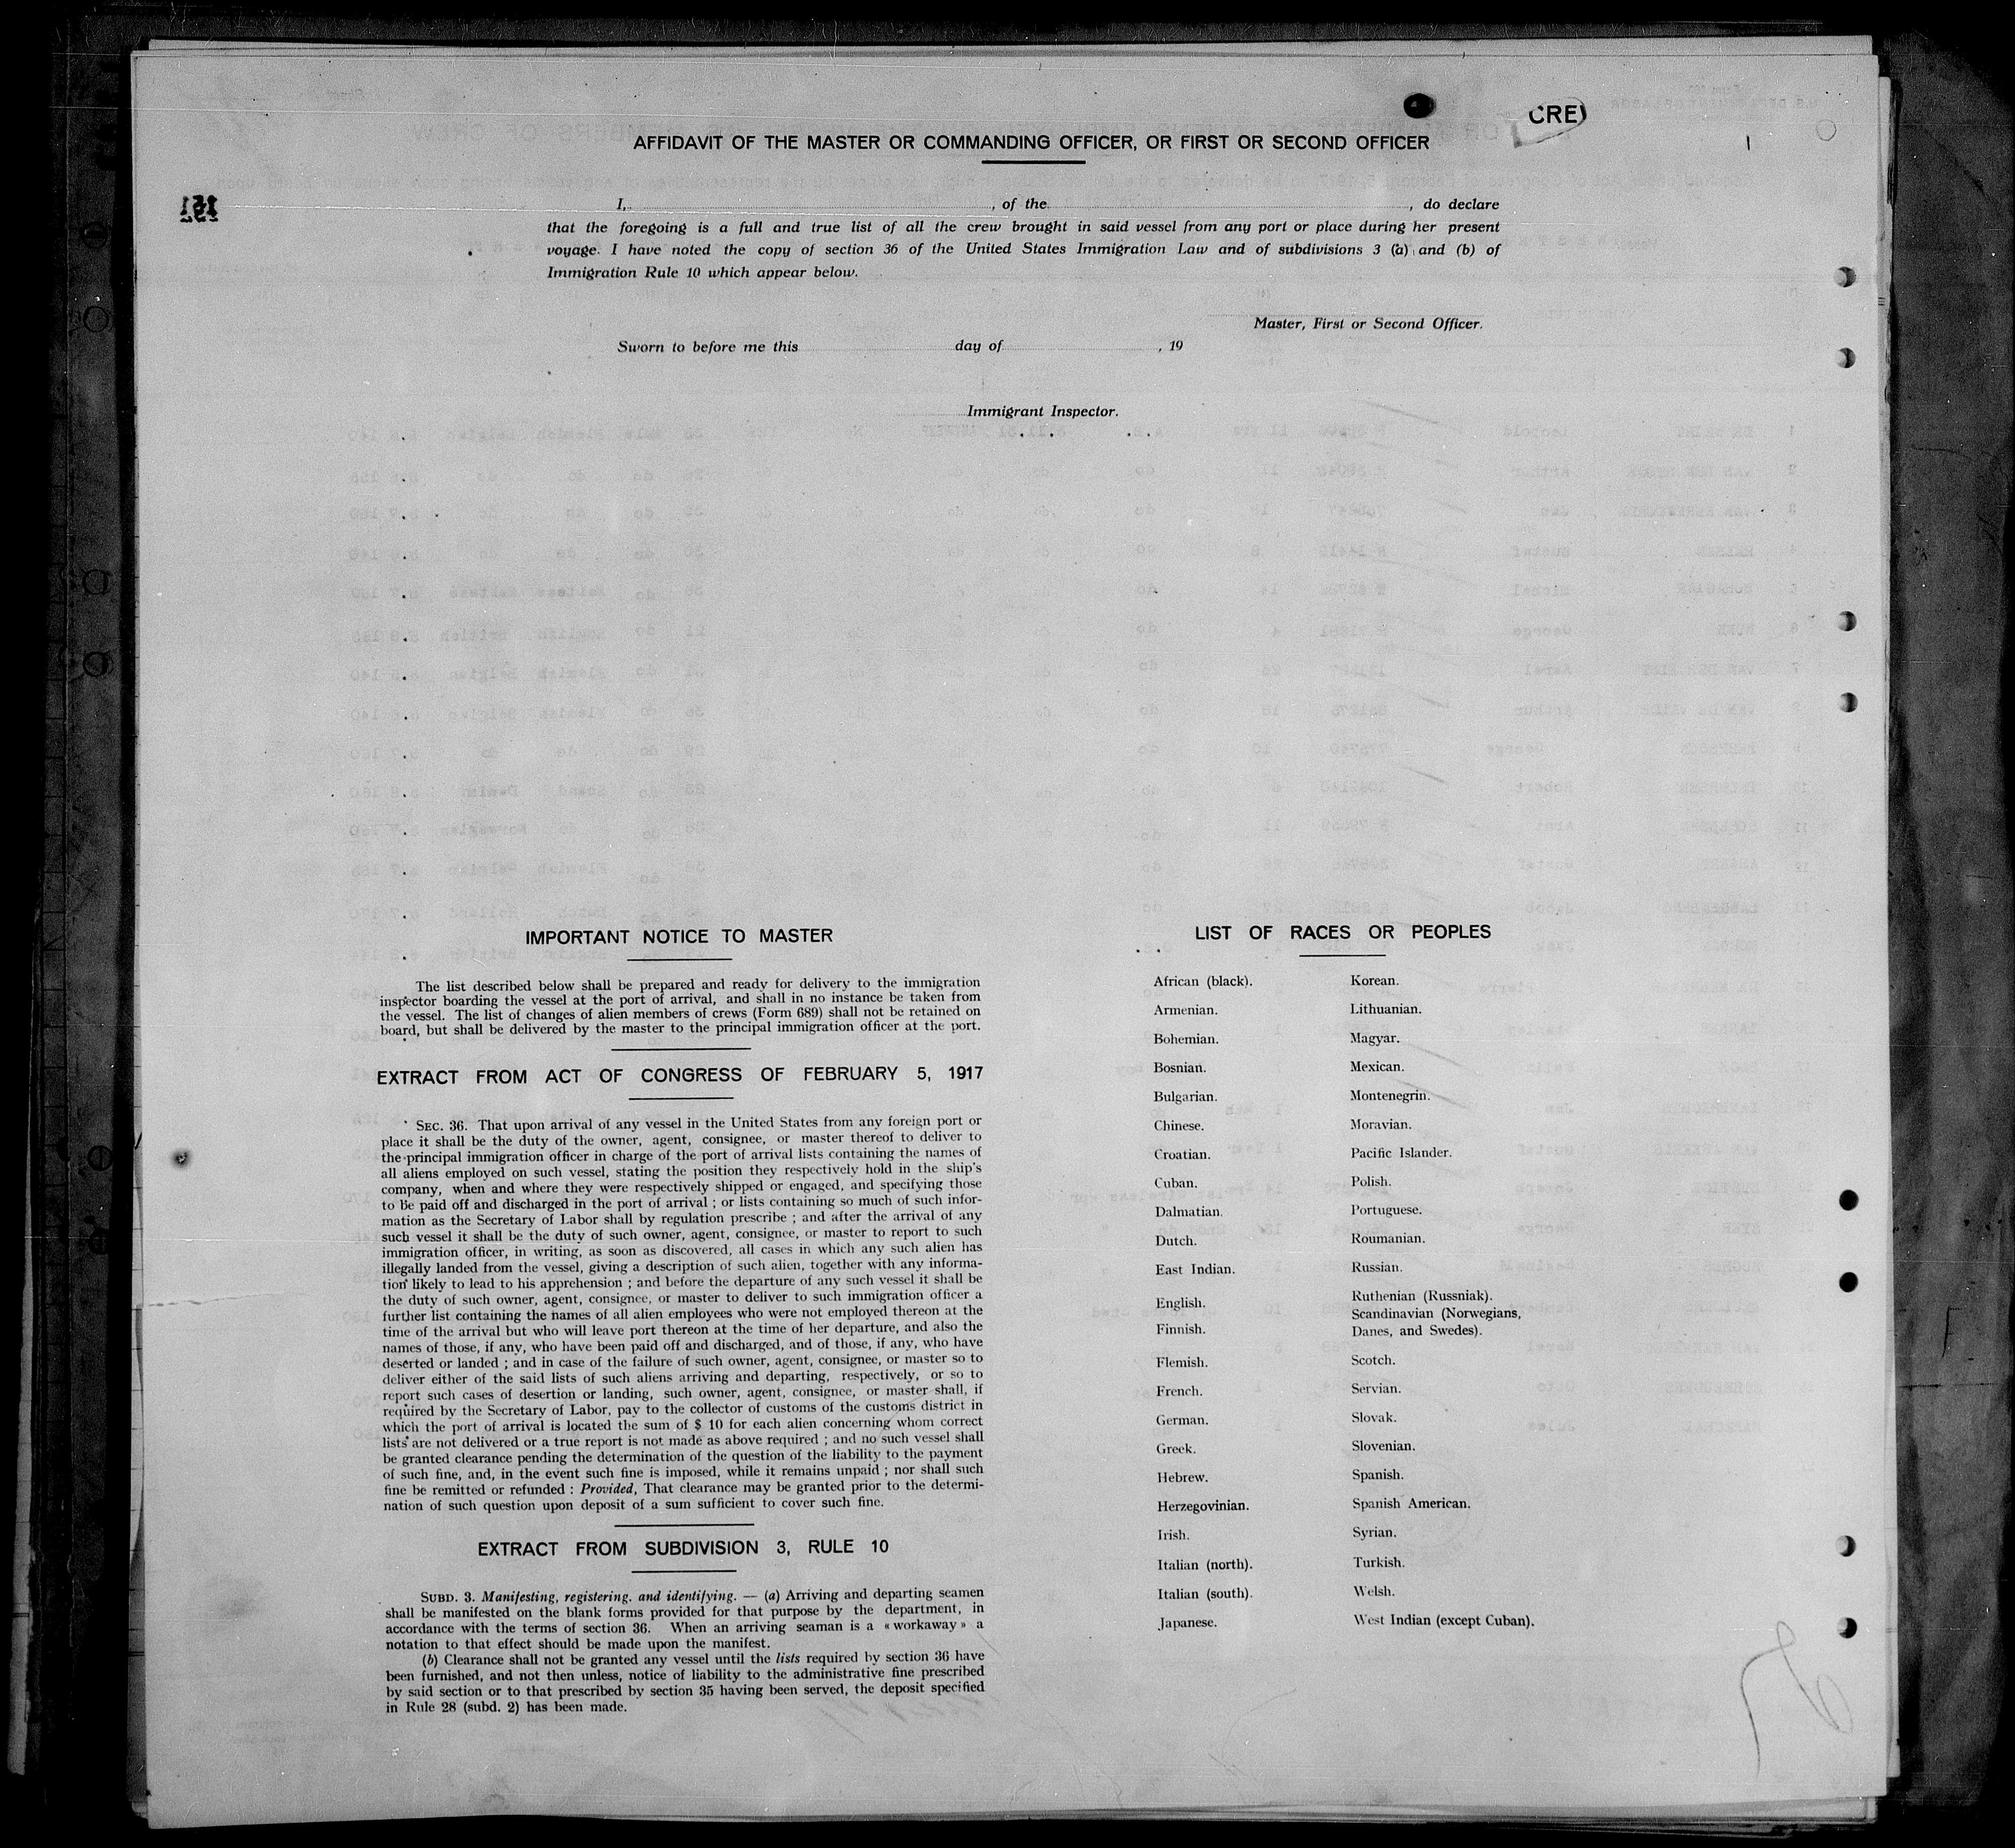 CRE
AFFIDAVIT OF THE MASTER OR COMMANDING OFFICER, OR FIRST OR SECOND OFFICER
I, , of the , do declare
that the foregoing is a full and true list of all the crew brought in said vessel from any port or place during her present
voyage. I have noted the copy of section 36 of the United States Immigration Law and of subdivisions 3 (a) and (b) of
Immigration Rule 10 which appear below.
Master, First or Second Officer.
Sworn to before me this day of , 19
Immigrant Inspector.
IMPORTANT NOTICE TO MASTER
The list described below shall be prepared and ready for delivery to the immigration
inspector boarding the vessel at the port of arrival, and shall in no instance be taken from
the vessel. The list of changes of alien members of crews (Form 689) shall not be retained on
board, but shall be delivered by the master to the principal immigration officer at the port.
EXTRACT FROM ACT OF CONGRESS OF FEBRUARY 5, 1917
SEC. 36. That upon arrival of any vessel in the United States from any foreign port or
place it shall be the duty of the owner, agent, consignee, or master thereof to deliver to
the principal immigration officer in charge of the port of arrival lists containing the names of
all aliens employed on such vessel, stating the position they respectively hold in the ship's
company, when and where they were respectively shipped or engaged, and specifying those
to be paid off and discharged in the port of arrival ; or lists containing so much of such infor-
mation as the Secretary of Labor shall by regulation prescribe ; and after the arrival of any
such vessel it shall be the duty of such owner, agent, consignee, or master to report to such
immigration officer, in writing, as soon as discovered, all cases in which any such alien has
illegally landed from the vessel, giving a description of such alien, together with any informa-
tion likely to lead to his apprehension ; and before the departure of any such vessel it shall be
the duty of such owner, agent, consignee, or master to deliver to such immigration officer a
further list containing the names of all alien employees who were not employed thereon at the
time of the arrival but who will leave port thereon at the time of her departure, and also the
names of those, if any, who have been paid off and discharged, and of those, if any, who have
deserted or landed ; and in case of the failure of such owner, agent, consignee, or master so to
deliver either of the said lists of such aliens arriving and departing, respectively, or so to
report such cases of desertion or landing, such owner, agent, consignee, or master shall, if
required by the Secretary of Labor, pay to the collector of customs of the customs district in
which the port of arrival is located the sum of $ 10 for each alien concerning whom correct
lists are not delivered or a true report is not made as above required ; and no such vessel shall
be granted clearance pending the determination of the question of the liability to the payment
of such fine, and, in the event such fine is imposed, while it remains unpaid ; nor shall such
fine be remitted or refunded : Provided, That clearance may be granted prior to the determi-
nation of such question upon deposit of a sum sufficient to cover such fine.
EXTRACT FROM SUBDIVISION 3, RULE 10
SUBD. 3. Manifesting, registering, and identifying. — (a) Arriving and departing seamen
shall be manifested on the blank forms provided for that purpose by the department, in
accordance with the terms of section 36. When an arriving seaman is a « workaway » a
notation to that effect should be made upon the manifest.
(b) Clearance shall not be granted any vessel until the lists required by section 36 have
been furnished, and not then unless, notice of liability to the administrative fine prescribed
by said section or to that prescribed by section 35 having been served, the deposit specified
in Rule 28 (subd. 2) has been made.
LIST OF RACES OR PEOPLES
African (black).
Armenian.
Bohemian.
Bosnian.
Bulgarian.
Chinese.
Croatian.
Cuban.
Dalmatian.
Dutch.
East Indian.
English.
Finnish.
Flemish.
French.
German.
Greek.
Hebrew.
Herzegovinian.
Irish.
Italian (north).
Italian (south).
Japanese.
Korean.
Lithuanian.
Magyar.
Mexican.
Montenegrin.
Moravian.
Pacific Islander.
Polish.
Portuguese.
Roumanian.
Russian.
Ruthenian (Russniak).
Scandinavian (Norwegians,
Danes, and Swedes).
Scotch.
Servian.
Slovak.
Slovenian.
Spanish.
Spanish American.
Syrian.
Turkish.
Welsh.
West Indian (except Cuban).